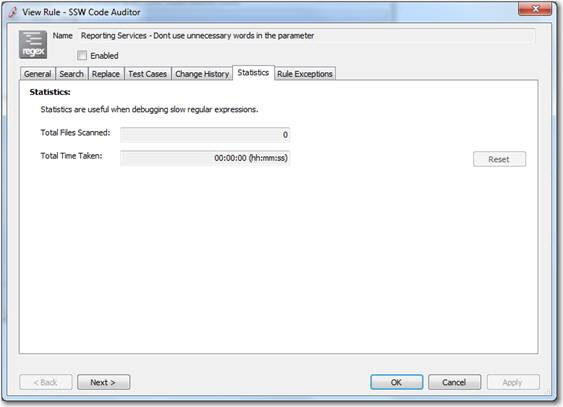 View Rule - SSW Code Auditor
Name Reporting Services - Dont use unnecessary words in the parameter
regex
Enabled
General Search Replace Test Cases Change History Statistics Rule Exceptions
Statistics:
Statistics are useful when debugging slow regular expressions.
Total Files Scanned: 0
Total Time Taken: 00:00:00 (hh:mm:ss) Reset
< Back Next > OK Cancel Apply